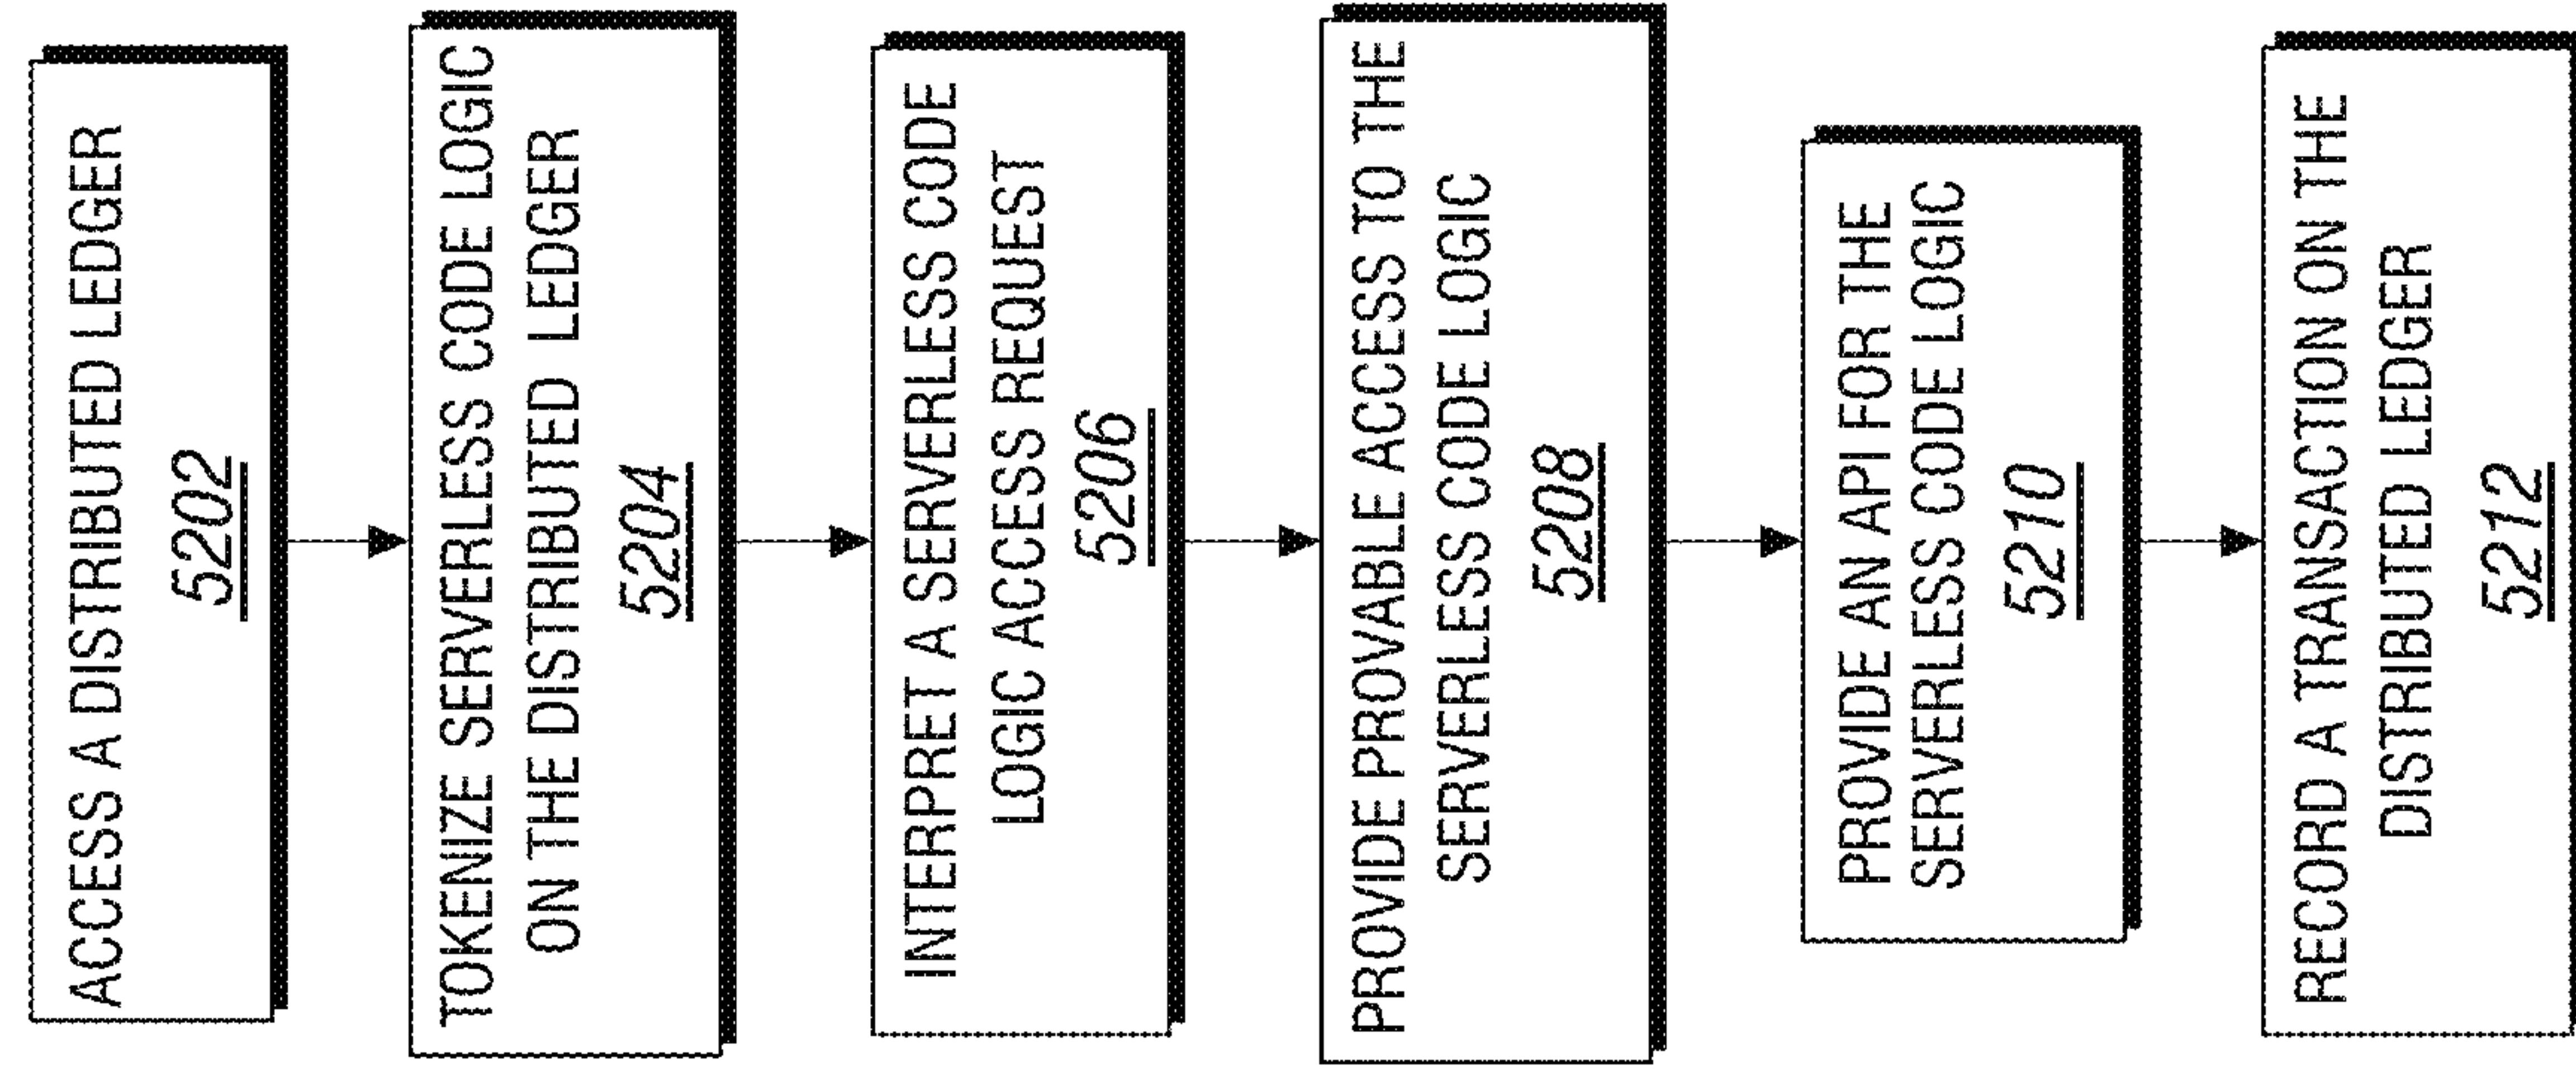 ACCESS A DISTRIBUTED LEDGER
5202
TOKENIZE SERVERLESS CODE LOGIC
ON THE DISTRIBUTED LEDGER
5204
INTERPRET A SERVERLESS CODE
LOGIC ACCESS REQUEST
5206
PROVIDE PROVABLE ACCESS TO THE
SERVERLESS CODE LOGIC
5208
PROVIDE AN API FOR THE
SERVERLESS CODE LOGIC
5210
RECORD A TRANSACTION ON THE
DISTRIBUTED LEDGER
5212